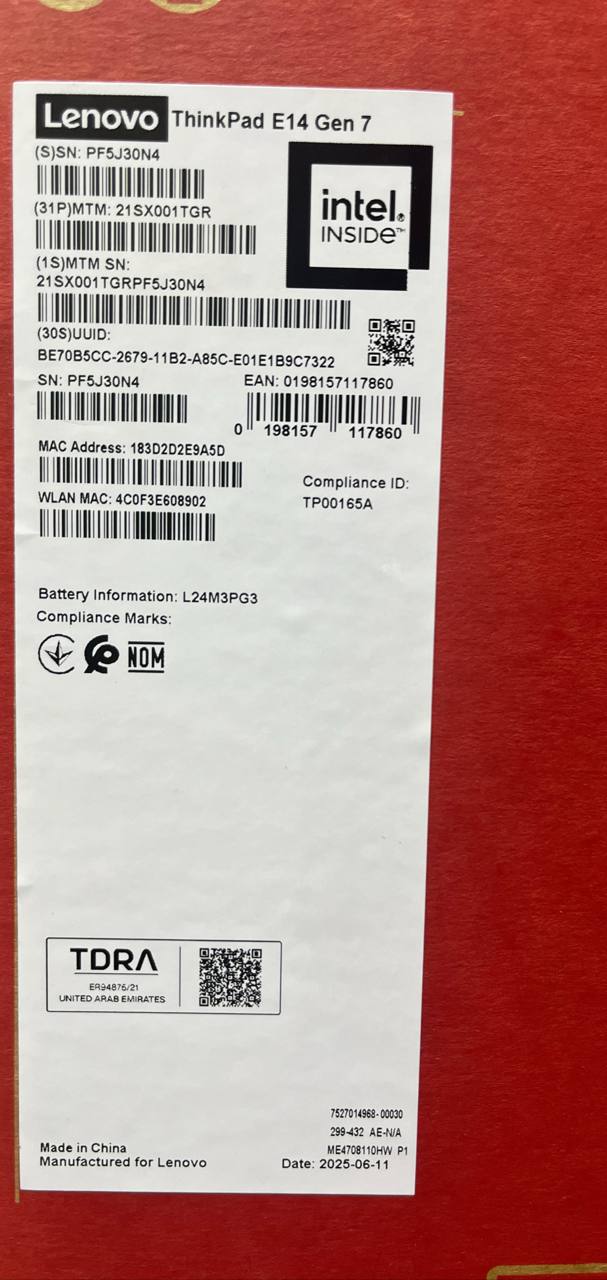 Lenovo ThinkPad E14 Gen 7
(S)SN: PF5J30N4
intel.
INSIDE™
(31P)MTM: 21SX001TGR
(1S)MTM SN:
21SX001TGRPF5J30N4
(30S)UUID:
BE70B5CC-2679-11B2-A85C-E01E1B9C7322
SN: PF5J30N4
EAN: 0198157117860
0 198157 117860
MAC Address: 183D2D2E9A5D
WLAN MAC: 4C0F3E608902
Compliance ID:
TP00165A
Battery Information: L24M3PG3
Compliance Marks:
NOM
TDRA
ER94876/21
UNITED ARAB EMIRATES
7527014968-00030
299-432 AE-N/A
ME4708110HW P1
Made in China
Manufactured for Lenovo
Date: 2025-06-11